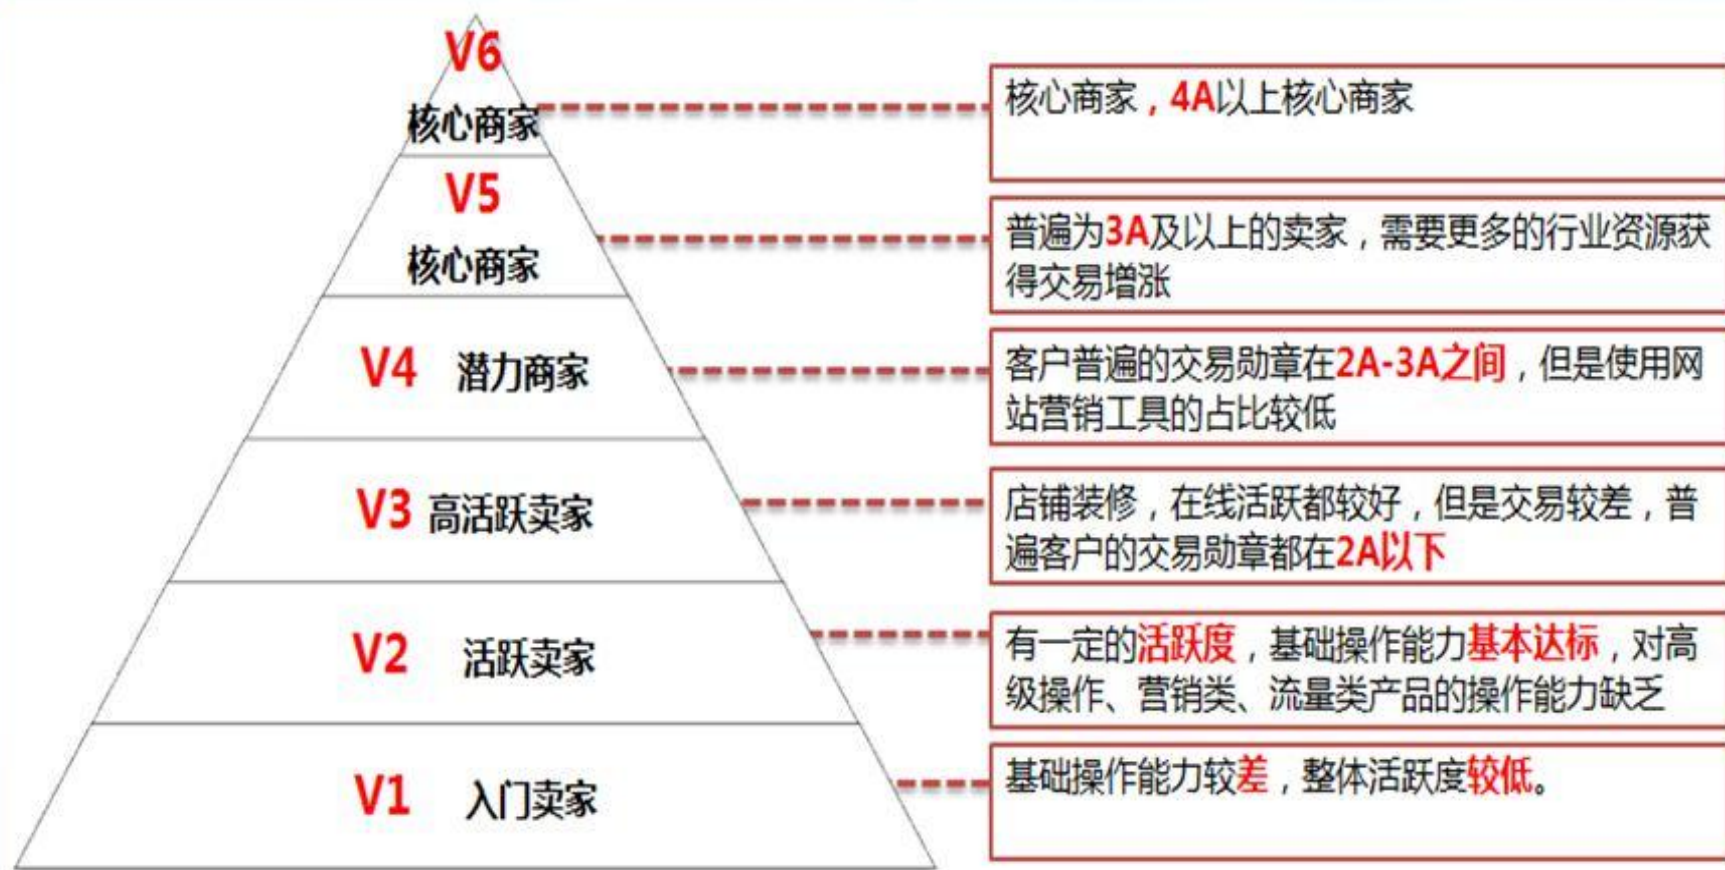 V6
核心商家
核心商家，4A以上核心商家
V5
核心商家
普遍为3A及以上的卖家，需要更多的行业资源获
得交易增涨
V4 潜力商家
客户普遍的交易勋章在2A-3A之间，但是使用网
站营销工具的占比较低
V3 高活跃卖家
店铺装修，在线活跃都较好，但是交易较差，普
遍客户的交易勋章都在2A以下
V2 活跃卖家
有一定的活跃度，基础操作能力基本达标，对高
级操作、营销类、流量类产品的操作能力缺乏
V1 入门卖家
基础操作能力较差，整体活跃度较低。